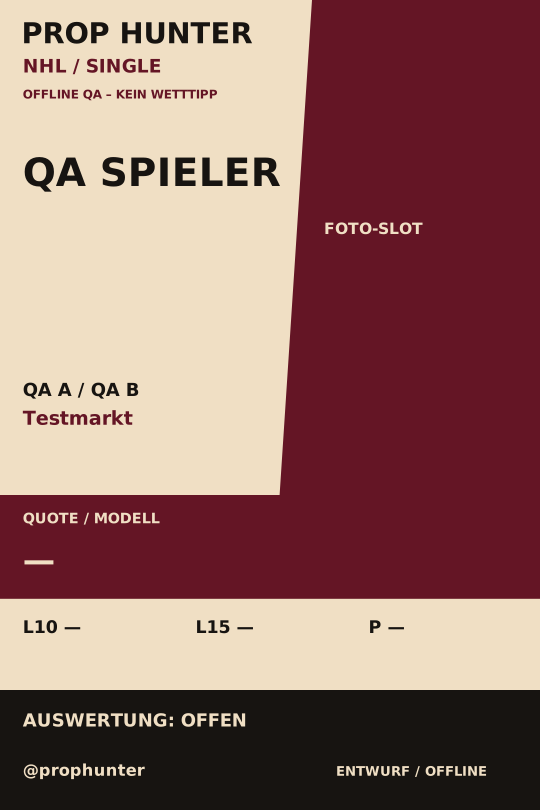 PROP HUNTER
NHL / SINGLE
OFFLINE QA – KEIN WETTTIPP
QA SPIELER
FOTO-SLOT
QA A / QA B
Testmarkt
QUOTE / MODELL
—
L10 — L15 — P —
AUSWERTUNG: OFFEN
@prophunter ENTWURF / OFFLINE